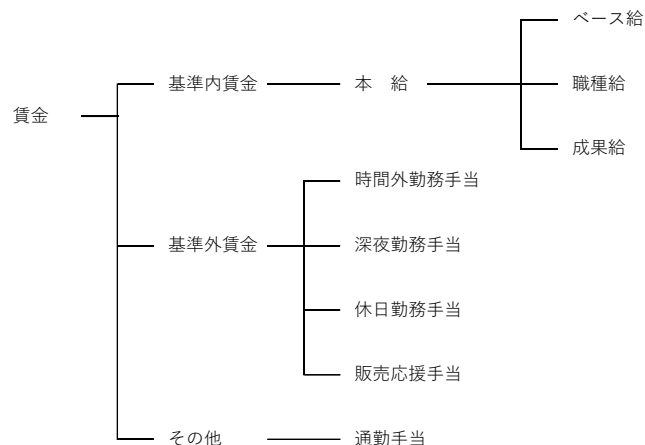 ベース給
基準内賃金 本　給 職種給
賃金
成果給
時間外勤務手当
基準外賃金 深夜勤務手当
休日勤務手当
販売応援手当
その他 通勤手当